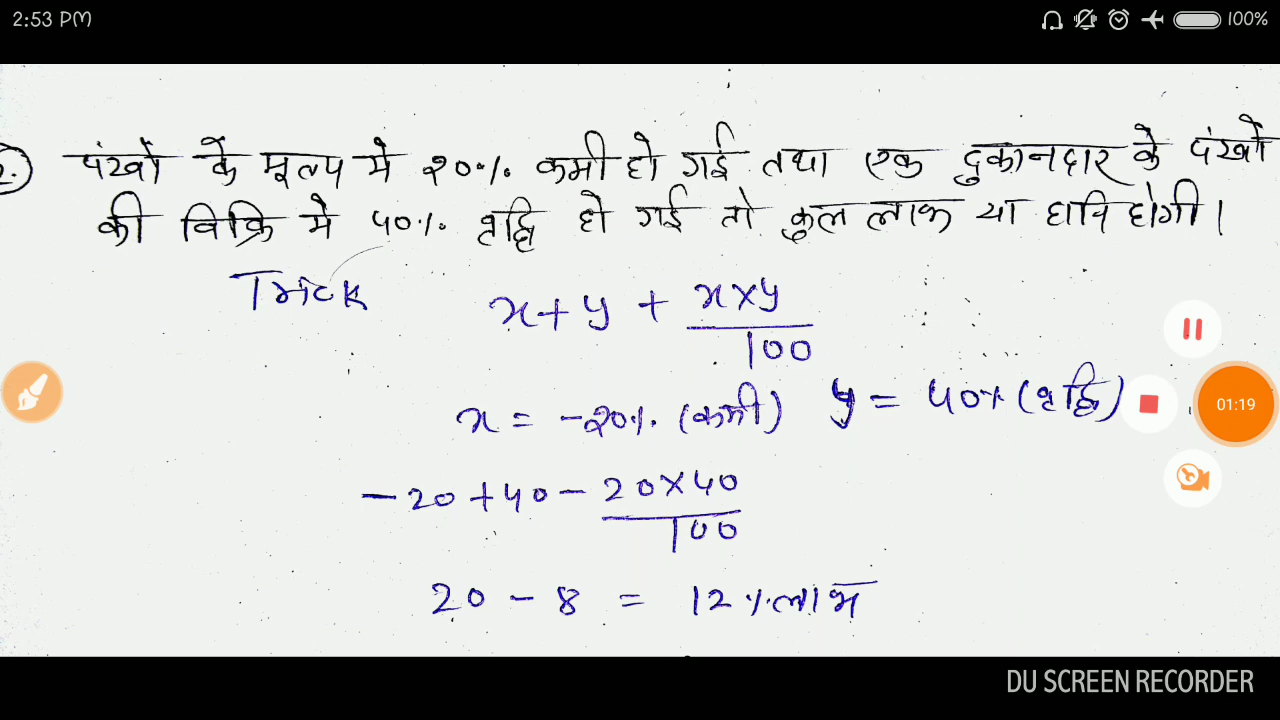 2:53 PM
100%
2.) पंखों के मूल्य में २०%. कमी हो गई तथा एक दुकानदार के पंखों
की विक्रि में 40%. वृद्धि हो गई तो कुल लाभ या हानि होगी।
Trick
x+y + x×y
100
x = -20%. (कमी) y = 40% (वृद्धि)
01:19
-20+40 - 20×40
100
20 - 8 = 12%. लाभ
DU SCREEN RECORDER